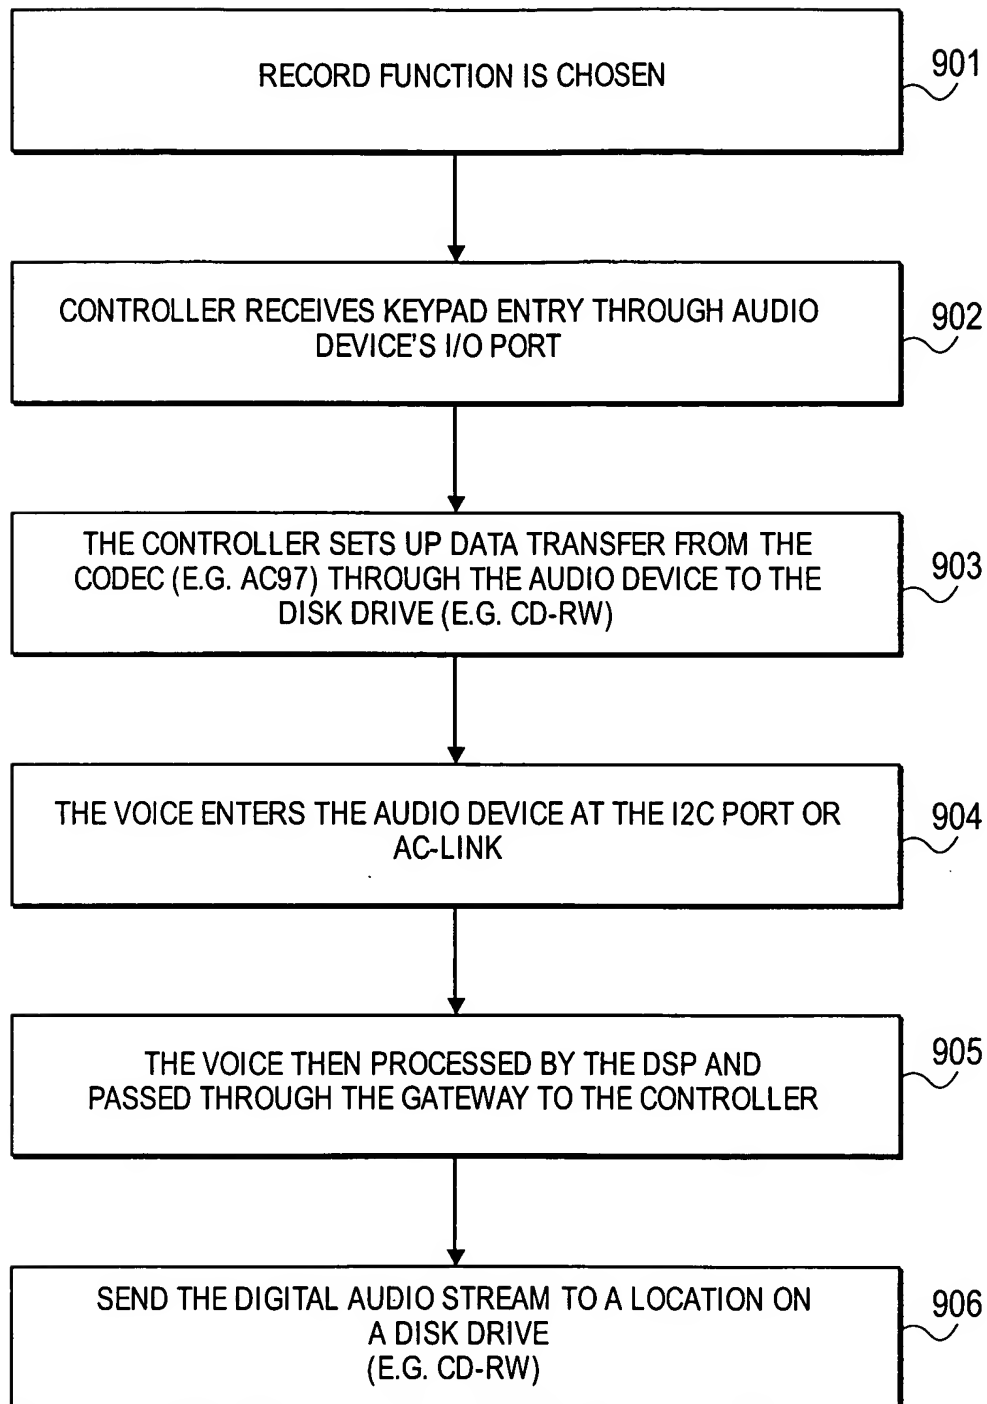 RECORD FUNCTION IS CHOSEN
901
CONTROLLER RECEIVES KEYPAD ENTRY THROUGH AUDIO
DEVICE'S I/O PORT
902
THE CONTROLLER SETS UP DATA TRANSFER FROM THE
CODEC (E.G. AC97) THROUGH THE AUDIO DEVICE TO THE
DISK DRIVE (E.G. CD-RW)
903
THE VOICE ENTERS THE AUDIO DEVICE AT THE I2C PORT OR
AC-LINK
904
THE VOICE THEN PROCESSED BY THE DSP AND
PASSED THROUGH THE GATEWAY TO THE CONTROLLER
905
SEND THE DIGITAL AUDIO STREAM TO A LOCATION ON
A DISK DRIVE
(E.G. CD-RW)
906